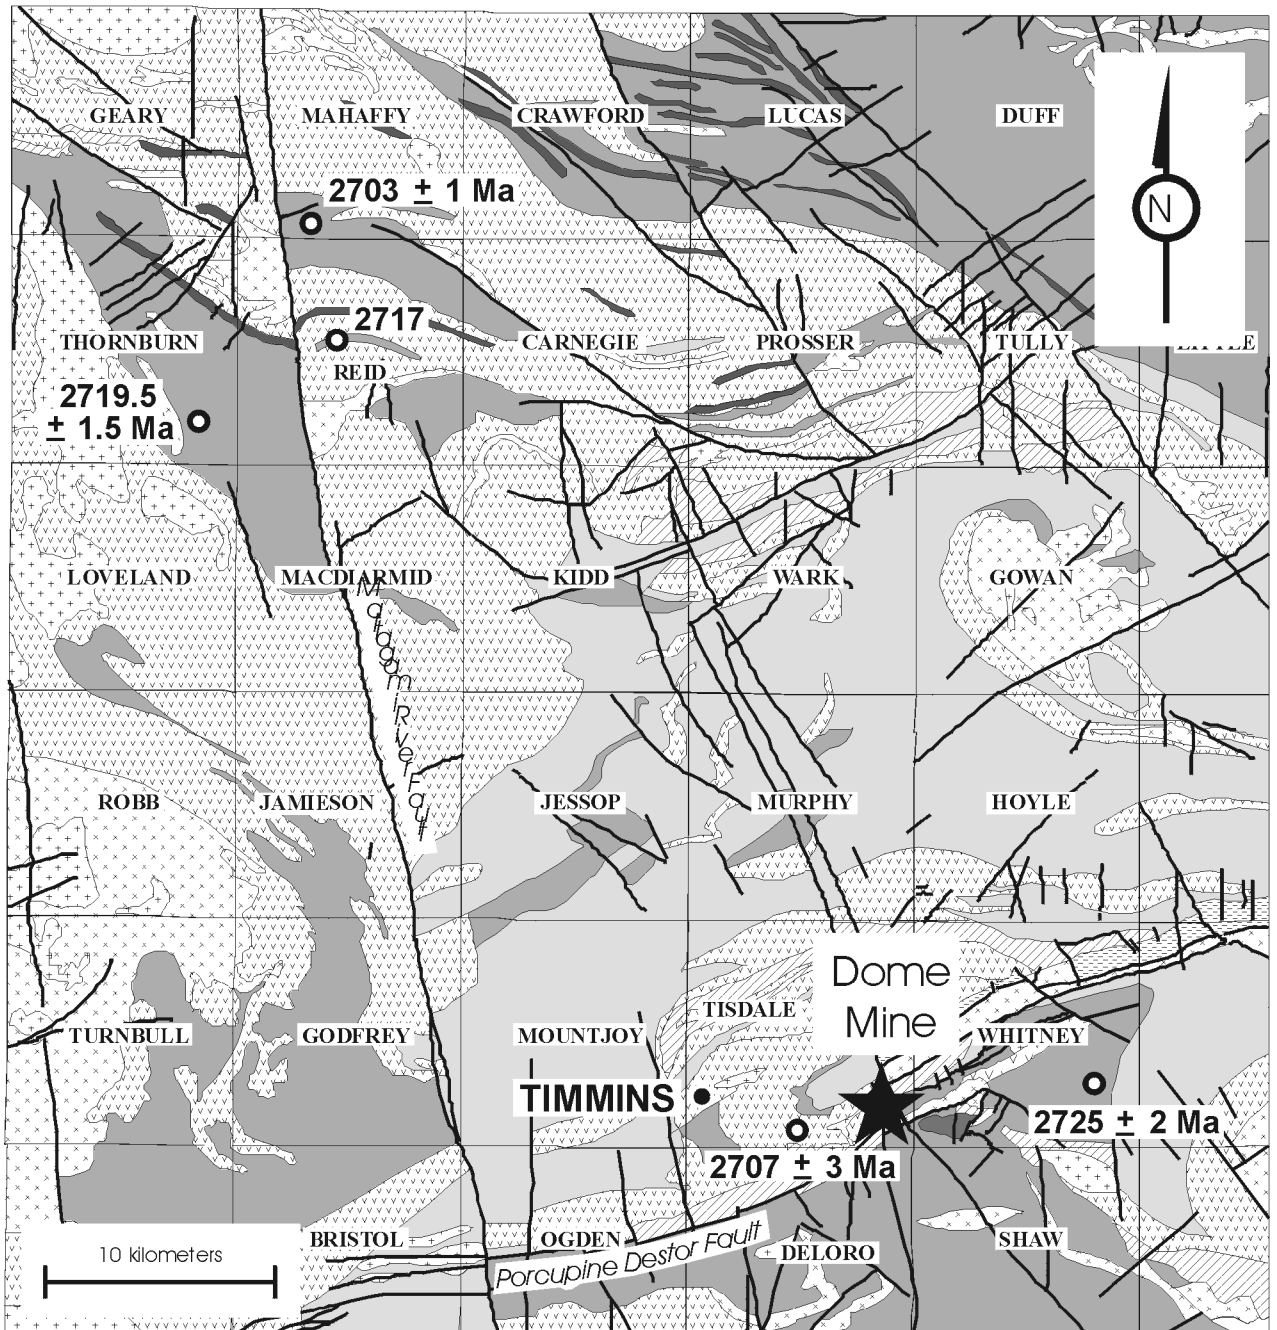 GEARY
MAHAFFY
CRAWFORD
LUCAS
DUFF
2703 ± 1 Ma
N
2717
THORNBURN
CARNEGIE
PROSSER
TULLY
LITTLE
REID
2719.5
± 1.5 Ma
LOVELAND
MACDIARMID
KIDD
WARK
GOWAN
Mattagami River Fault
ROBB
JAMIESON
JESSOP
MURPHY
HOYLE
Dome
Mine
TISDALE
TURNBULL
GODFREY
MOUNTJOY
WHITNEY
TIMMINS
2725 ± 2 Ma
2707 ± 3 Ma
BRISTOL
OGDEN
DELORO
SHAW
Porcupine Destor Fault
10 kilometers